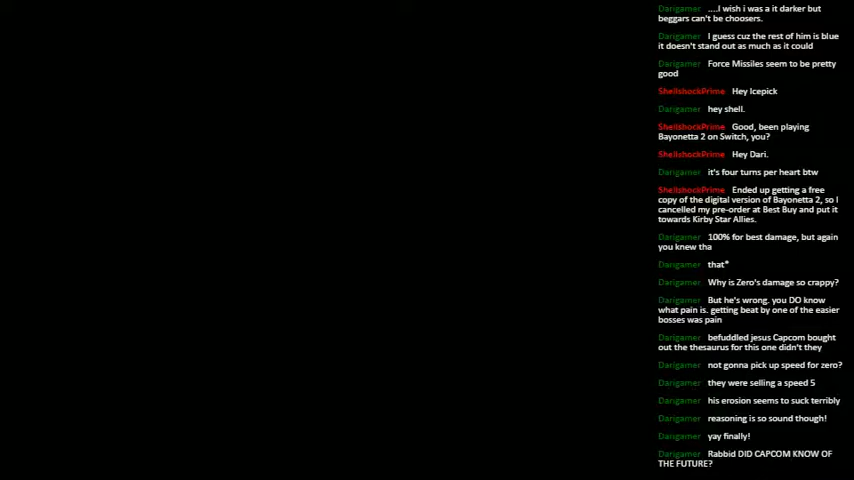 Darigamer ....I wish i was a it darker but
beggars can't be choosers.
Darigamer I guess cuz the rest of him is blue
it doesn't stand out as much as it could
Darigamer Force Missiles seem to be pretty
good
ShellshockPrime Hey Icepick
Darigamer hey shell.
ShellshockPrime Good, been playing
Bayonetta 2 on Switch, you?
ShellshockPrime Hey Dari.
Darigamer it's four turns per heart btw
ShellshockPrime Ended up getting a free
copy of the digital version of Bayonetta 2, so I
cancelled my pre-order at Best Buy and put it
towards Kirby Star Allies.
Darigamer 100% for best damage, but again
you knew tha
Darigamer that*
Darigamer Why is Zero's damage so crappy?
Darigamer But he's wrong. you DO know
what pain is. getting beat by one of the easier
bosses was pain
Darigamer befuddled jesus Capcom bought
out the thesaurus for this one didn't they
Darigamer not gonna pick up speed for zero?
Darigamer they were selling a speed 5
Darigamer his erosion seems to suck terribly
Darigamer reasoning is so sound though!
Darigamer yay finally!
Darigamer Rabbid DID CAPCOM KNOW OF
THE FUTURE?